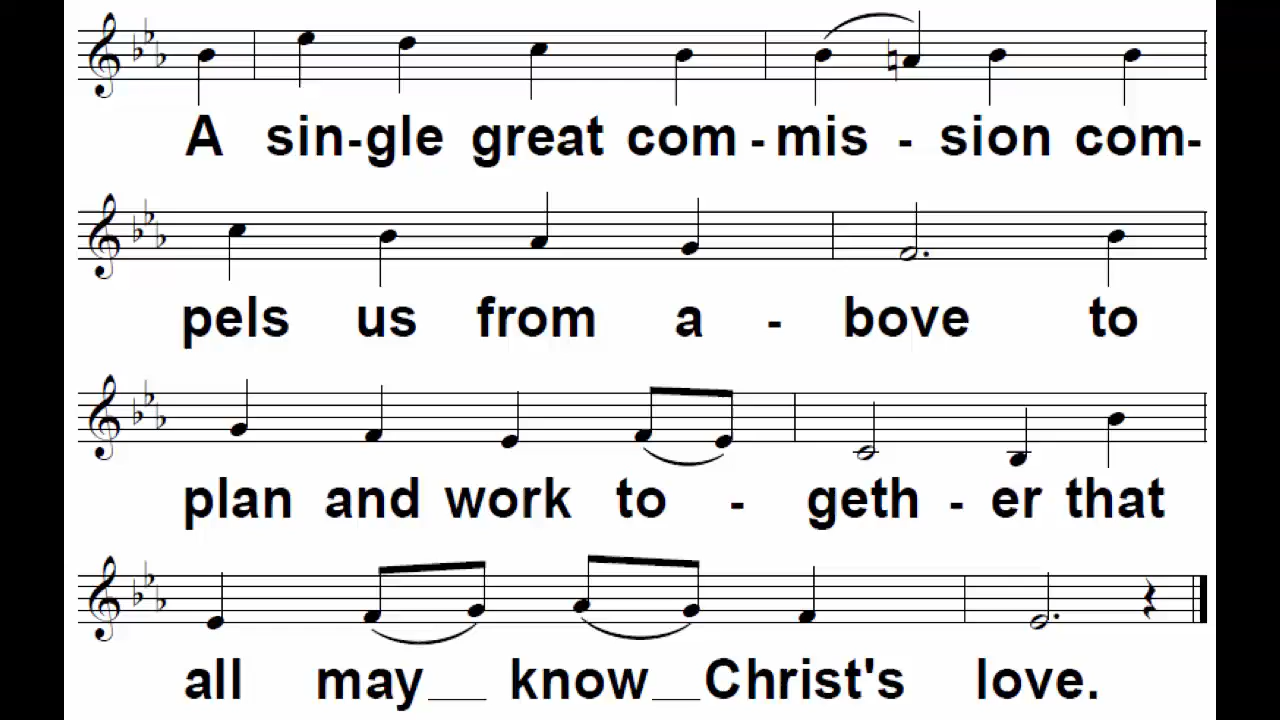 A sin-gle great com - mis - sion com-
pels us from a - bove to
plan and work to - geth - er that
all may__ know__Christ's love.